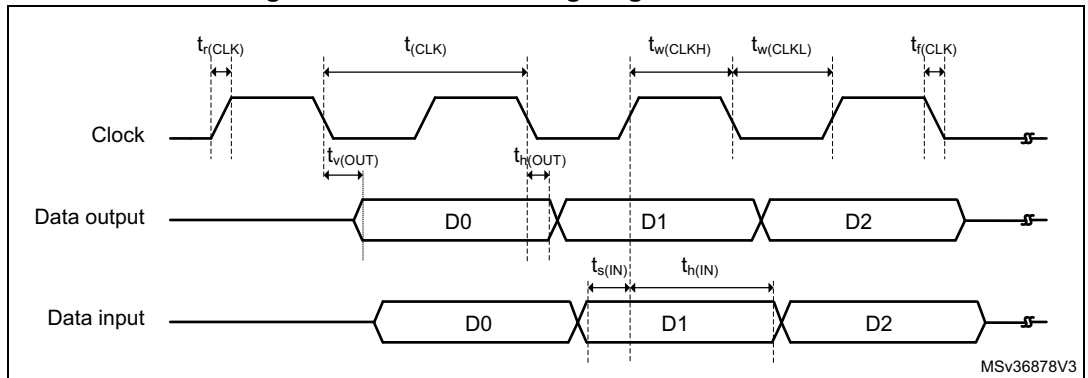 t_r(CLK) t_(CLK) t_w(CLKH) t_w(CLKL) t_f(CLK)
Clock
t_v(OUT) t_h(OUT)
Data output D0 D1 D2
t_s(IN) t_h(IN)
Data input D0 D1 D2
MSv36878V3